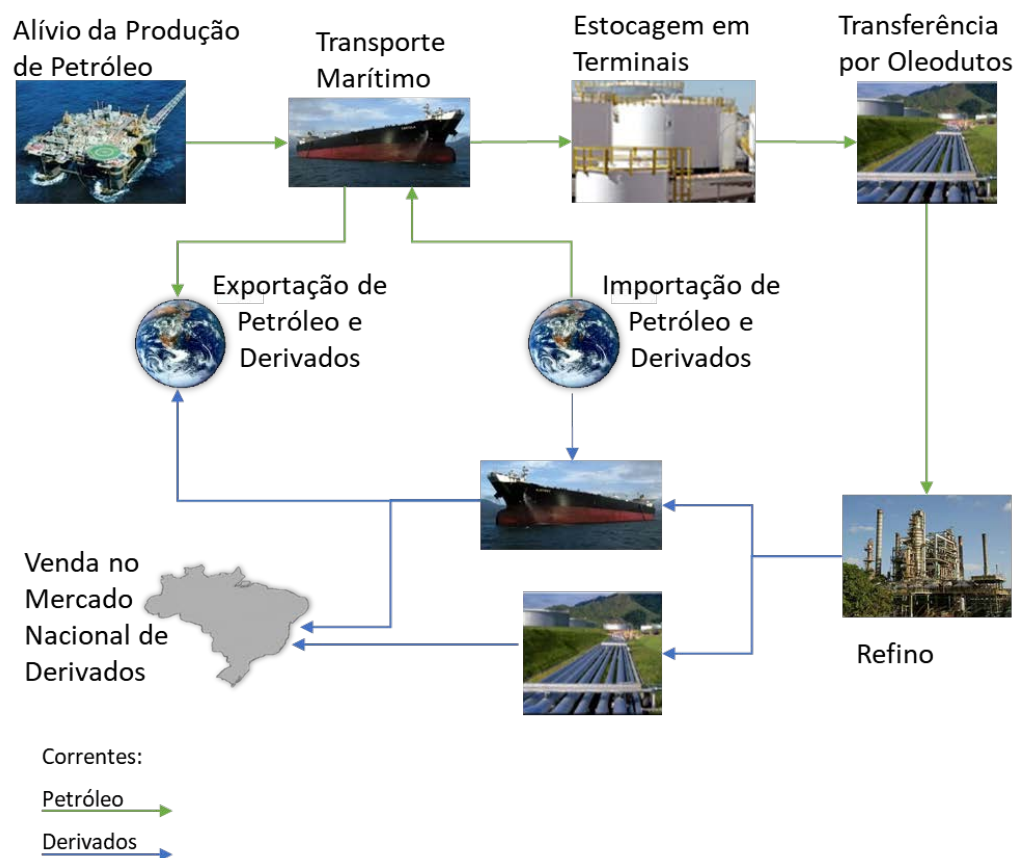 Alívio da Produção
de Petróleo
Transporte
Marítimo
Estocagem em
Terminais
Transferência
por Oleodutos
Exportação de
Petróleo e
Derivados
Importação de
Petróleo e
Derivados
Venda no
Mercado
Nacional de
Derivados
Refino
Correntes:
Petróleo
Derivados